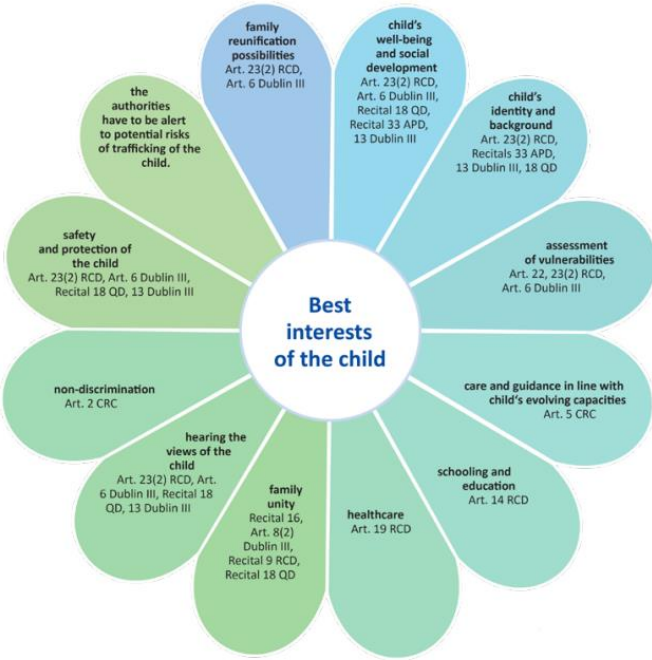 family
reunification
possibilities
Art. 23(2) RCD,
Art. 6 Dublin III
child's
well-being
and social
development
Art. 23(2) RCD,
Art. 6 Dublin III,
Recital 18 QD,
Recital 33 APD,
13 Dublin III
child's
identity and
background
Art. 23(2) RCD,
Recitals 33 APD,
13 Dublin III, 18 QD
assessment
of vulnerabilities
Art. 22, 23(2) RCD,
Art. 6 Dublin III
care and guidance in line with
child's evolving capacities
Art. 5 CRC
schooling and
education
Art. 14 RCD
healthcare
Art. 19 RCD
family
unity
Recital 16,
Art. 8(2)
Dublin III,
Recital 9 RCD,
Recital 18 QD
hearing the
views of the
child
Art. 23(2) RCD, Art.
6 Dublin III, Recital 18
QD, 13 Dublin III
non-discrimination
Art. 2 CRC
safety
and protection of
the child
Art. 23(2) RCD, Art. 6 Dublin III,
Recital 18 QD, 13 Dublin III
the
authorities
have to be alert
to potential risks
of trafficking of the
child.
Best
interests
of the child